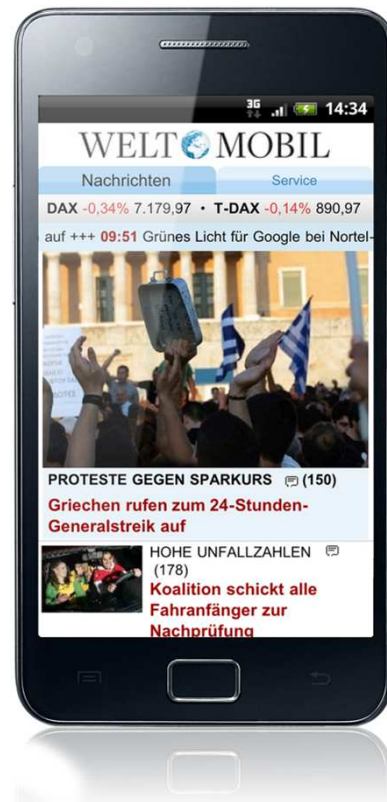 3G 14:34
WELT MOBIL
Nachrichten Service
DAX -0,34% 7.179,97 • T-DAX -0,14% 890,97
auf +++ 09:51 Grünes Licht für Google bei Nortel-
PROTESTE GEGEN SPARKURS (150)
Griechen rufen zum 24-Stunden-
Generalstreik auf
HOHE UNFALLZAHLEN
(178)
Koalition schickt alle
Fahranfänger zur
Nachprüfung